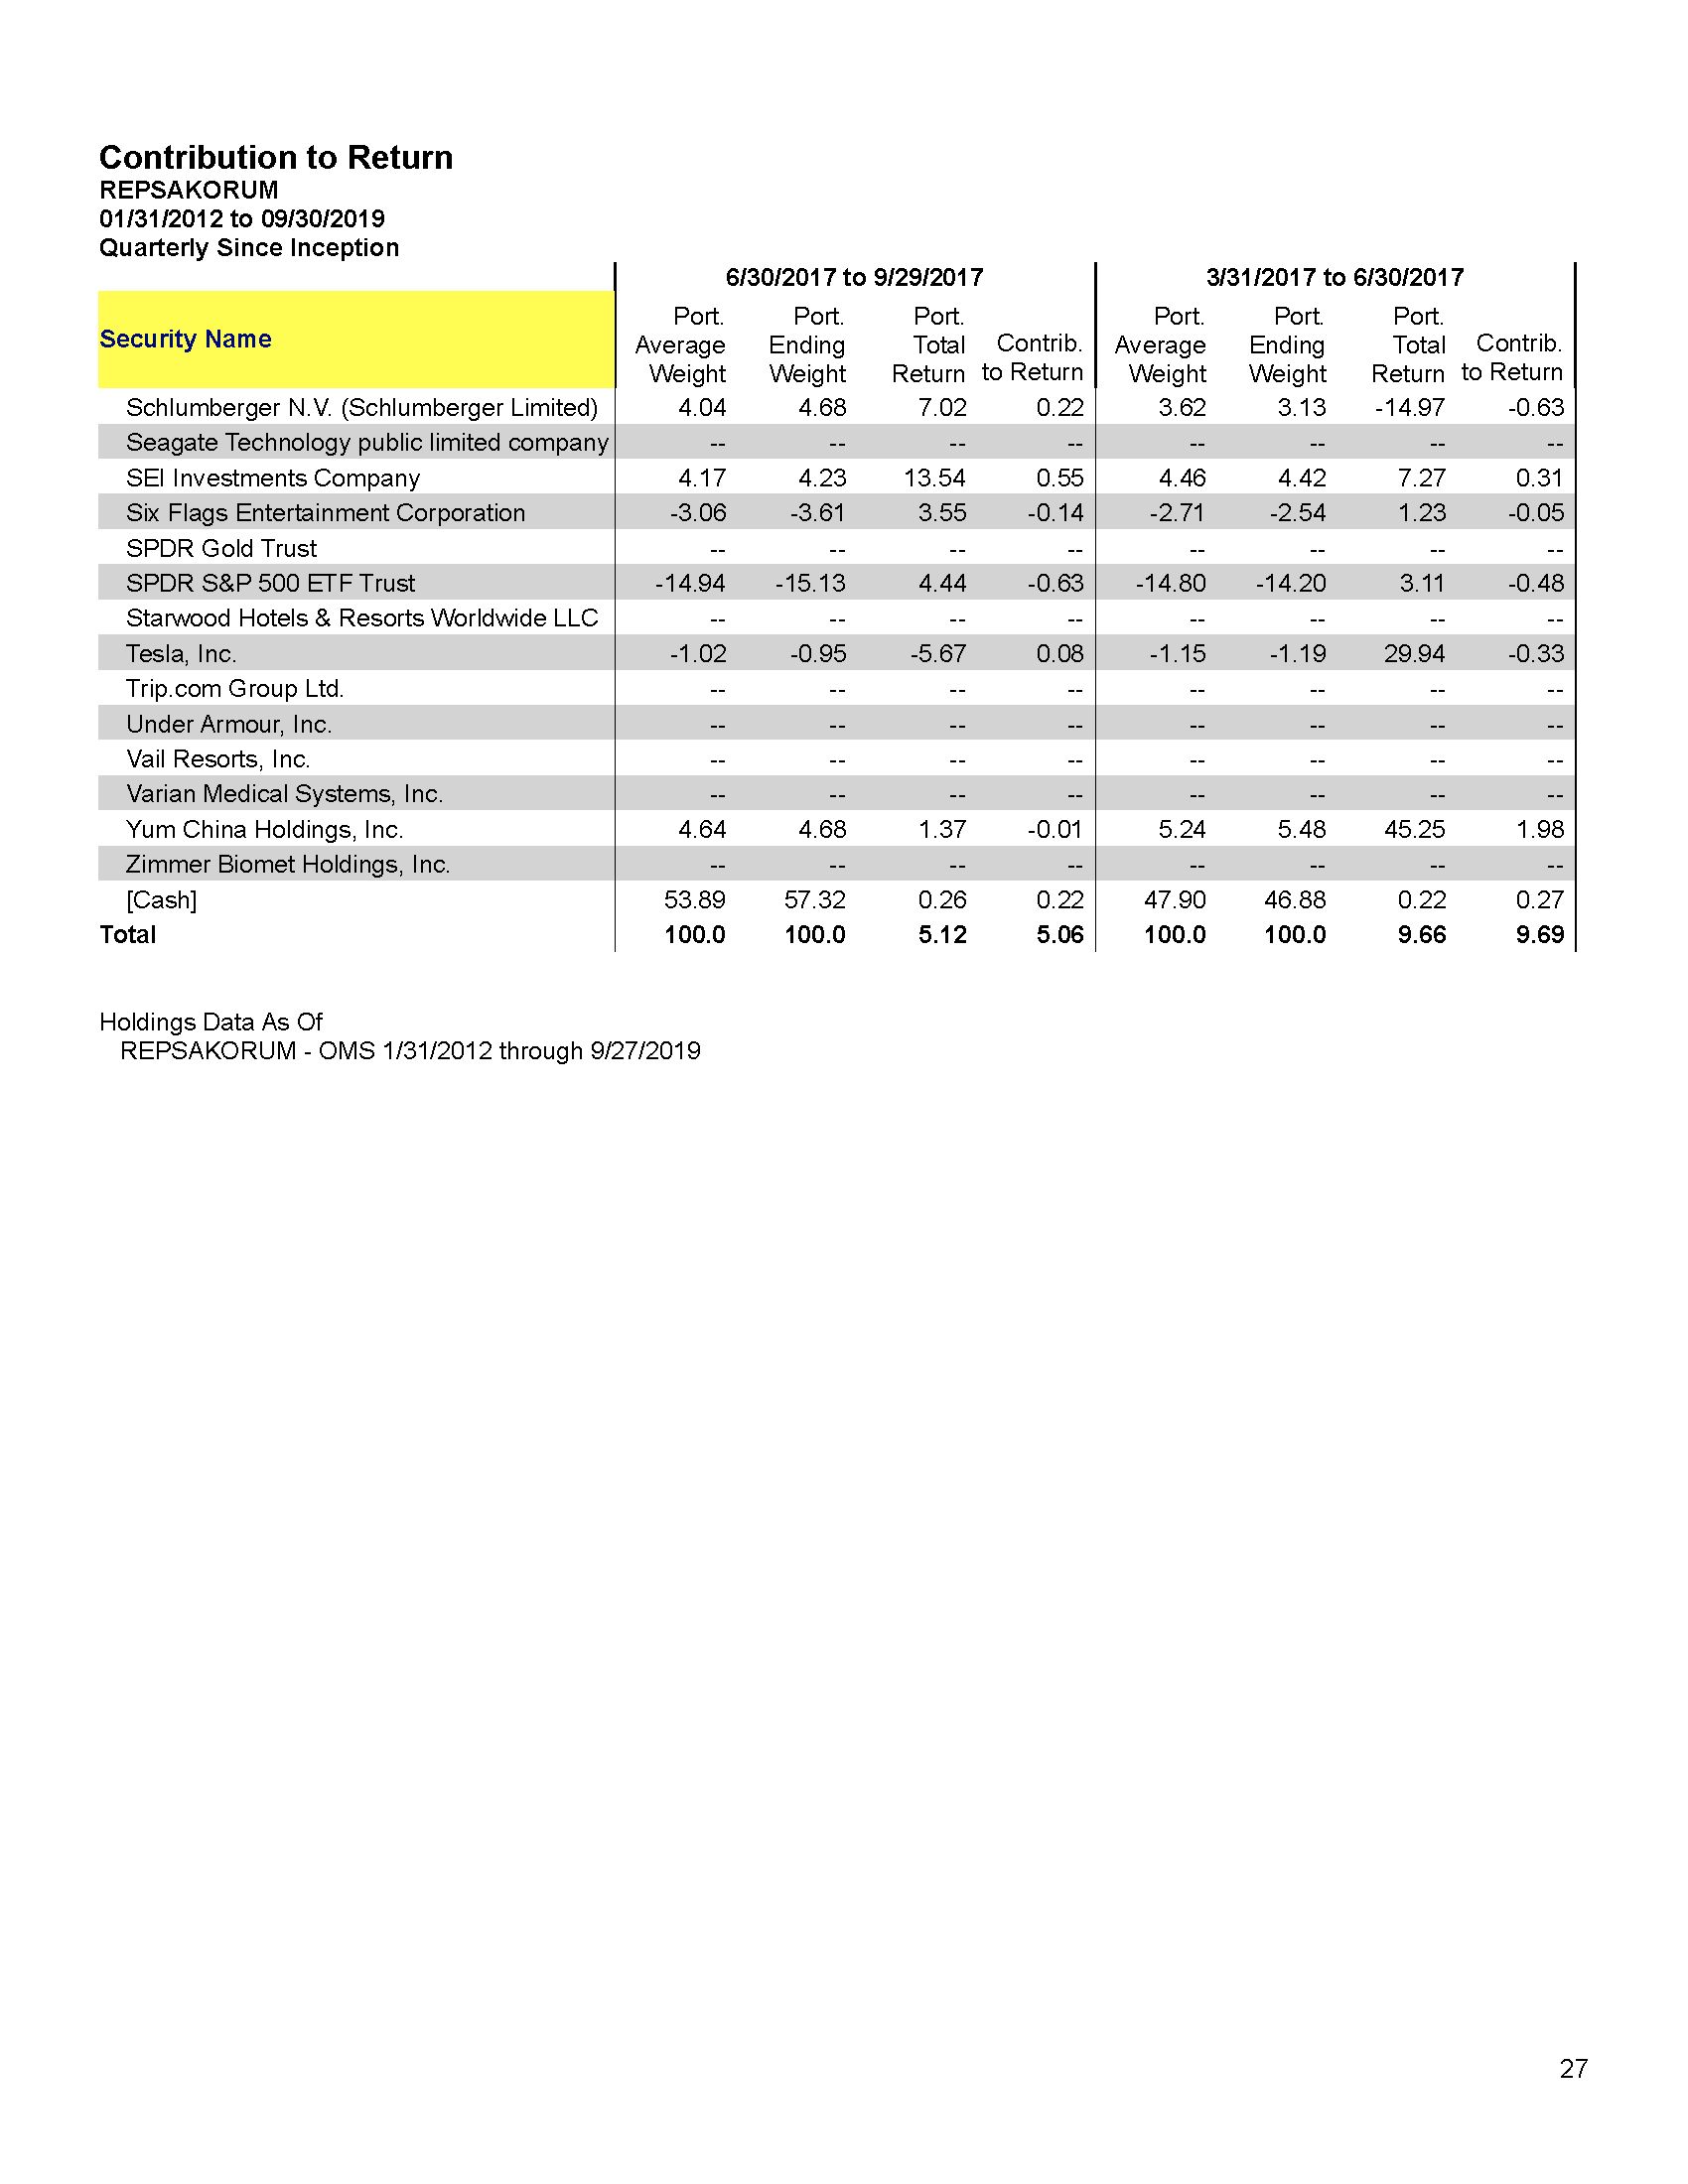 Contribution to Return
REPSAKORUM
01/31/2012 to 09/30/2019
Quarterly Since Inception
6/30/2017 to 9/29/2017 3/31/2017 to 6/30/2017
Security Name Port. Average Weight Port. Ending Weight Port. Total Return Contrib. to Return Port. Average Weight Port. Ending Weight Port. Total Return Contrib. to Return
Schlumberger N.V. (Schlumberger Limited) 4.04 4.68 7.02 0.22 3.62 3.13 -14.97 -0.63
Seagate Technology public limited company -- -- -- -- -- -- -- --
SEI Investments Company 4.17 4.23 13.54 0.55 4.46 4.42 7.27 0.31
Six Flags Entertainment Corporation -3.06 -3.61 3.55 -0.14 -2.71 -2.54 1.23 -0.05
SPDR Gold Trust -- -- -- -- -- -- -- --
SPDR S&P 500 ETF Trust -14.94 -15.13 4.44 -0.63 -14.80 -14.20 3.11 -0.48
Starwood Hotels & Resorts Worldwide LLC -- -- -- -- -- -- -- --
Tesla, Inc. -1.02 -0.95 -5.67 0.08 -1.15 -1.19 29.94 -0.33
Trip.com Group Ltd. -- -- -- -- -- -- -- --
Under Armour, Inc. -- -- -- -- -- -- -- --
Vail Resorts, Inc. -- -- -- -- -- -- -- --
Varian Medical Systems, Inc. -- -- -- -- -- -- -- --
Yum China Holdings, Inc. 4.64 4.68 1.37 -0.01 5.24 5.48 45.25 1.98
Zimmer Biomet Holdings, Inc. -- -- -- -- -- -- -- --
[Cash] 53.89 57.32 0.26 0.22 47.90 46.88 0.22 0.27
Total 100.0 100.0 5.12 5.06 100.0 100.0 9.66 9.69
Holdings Data As Of
REPSAKORUM - OMS 1/31/2012 through 9/27/2019
27